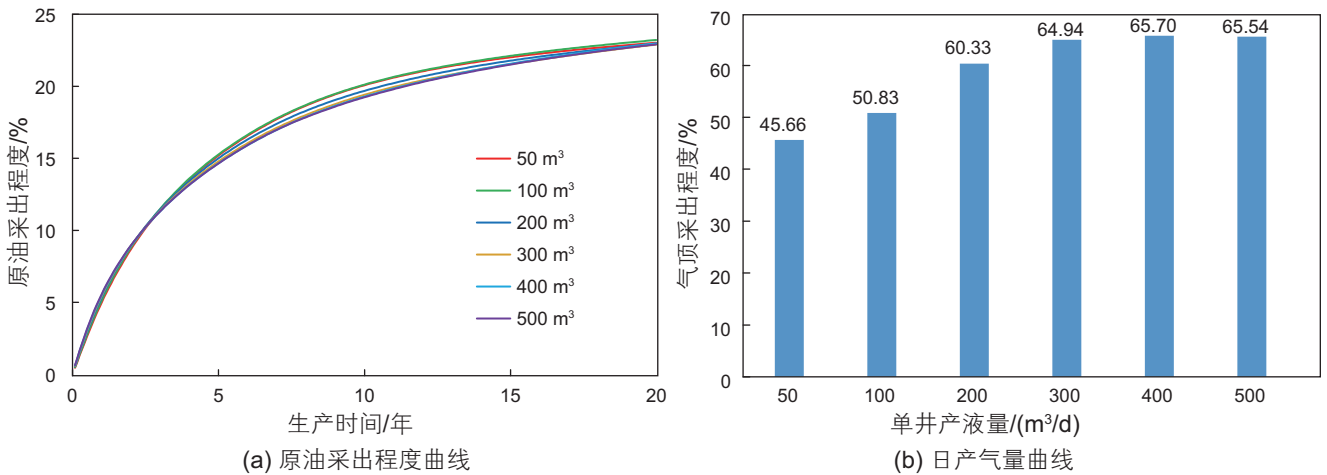 25
20
15
10
5
0
原油采出程度/%
50 m³
100 m³
200 m³
300 m³
400 m³
500 m³
0 5 10 15 20
生产时间/年
(a) 原油采出程度曲线
70
60
50
40
30
20
10
0
气顶采出程度/%
45.66 50.83 60.33 64.94 65.70 65.54
50 100 200 300 400 500
单井产液量/(m³/d)
(b) 日产气量曲线